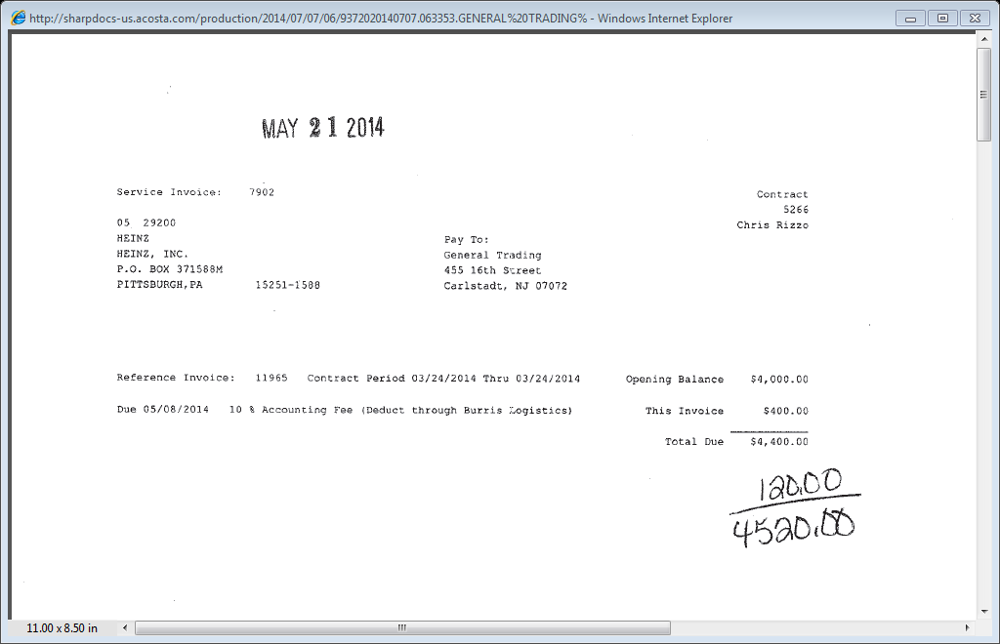 http://sharpdocs-us.acosta.com/production/2014/07/07/06/9372020140707.063353.GENERAL%20TRADING% - Windows Internet Explorer
MAY 21 2014
Service Invoice: 7902
Contract
5266
Chris Rizzo
05 29200
HEINZ
HEINZ, INC.
P.O. BOX 371588M
PITTSBURGH,PA 15251-1588
Pay To:
General Trading
455 16th Street
Carlstadt, NJ 07072
Reference Invoice: 11965 Contract Period 03/24/2014 Thru 03/24/2014 Opening Balance $4,000.00
Due 05/08/2014 10 % Accounting Fee (Deduct through Burris Logistics) This Invoice $400.00
Total Due $4,400.00
120.00
4520.00
11.00 x 8.50 in